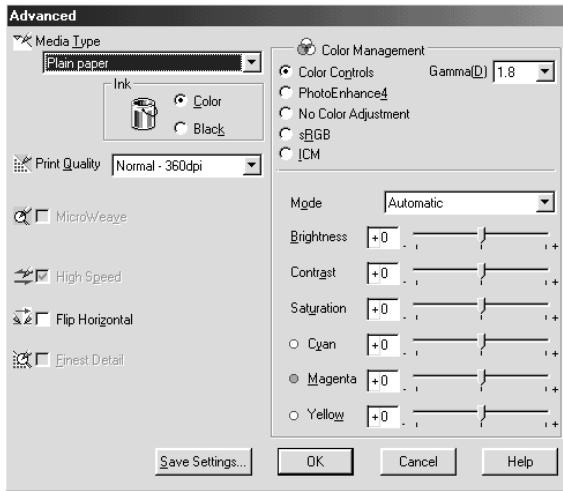 Advanced
Media Type
Plain paper
Ink
Color
Black
Print Quality
Normal - 360dpi
MicroWeave
High Speed
Flip Horizontal
Finest Detail
Color Management
Color Controls
Gamma(D)
1.8
PhotoEnhance4
No Color Adjustment
sRGB
ICM
Mode
Automatic
Brightness +0 - +
Contrast +0 - +
Saturation +0 - +
Cyan +0 - +
Magenta +0 - +
Yellow +0 - +
Save Settings...
OK
Cancel
Help